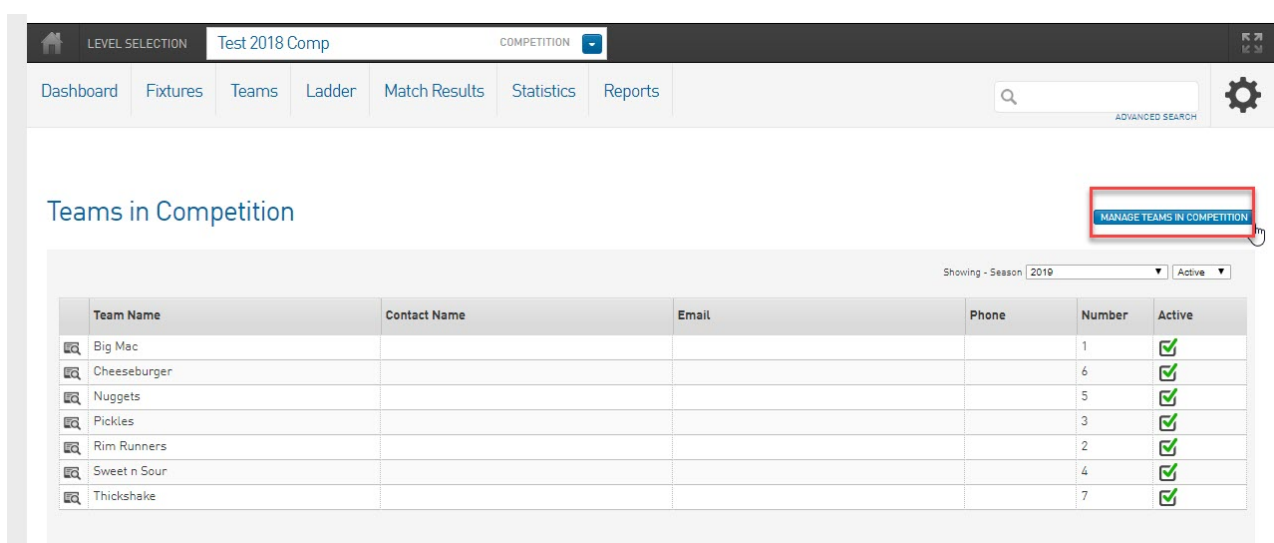 LEVEL SELECTION Test 2018 Comp COMPETITION
Dashboard Fixtures Teams Ladder Match Results Statistics Reports
ADVANCED SEARCH
Teams in Competition
MANAGE TEAMS IN COMPETITION
Showing - Season 2019 Active
Team Name Contact Name Email Phone Number Active
Big Mac 1
Cheeseburger 6
Nuggets 5
Pickles 3
Rim Runners 2
Sweet n Sour 4
Thickshake 7